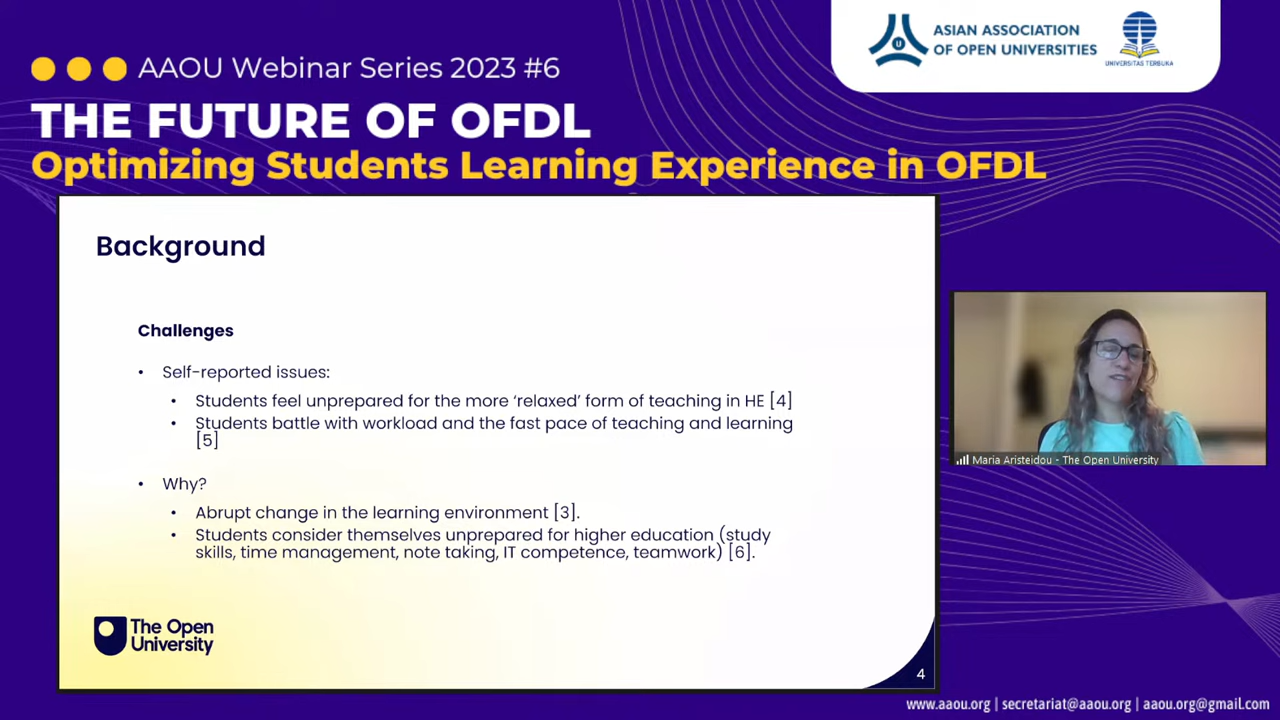 ASIAN ASSOCIATION
OF OPEN UNIVERSITIES
UNIVERSITAS TERBUKA
AAOU Webinar Series 2023 #6
THE FUTURE OF OFDL
Optimizing Students Learning Experience in OFDL
Background
Challenges
• Self-reported issues:
• Students feel unprepared for the more ‘relaxed’ form of teaching in HE [4]
• Students battle with workload and the fast pace of teaching and learning
[5]
• Why?
• Abrupt change in the learning environment [3].
• Students consider themselves unprepared for higher education (study
skills, time management, note taking, IT competence, teamwork) [6].
The Open
University
4
Maria Aristeidou - The Open University
www.aaou.org | secretariat@aaou.org | aaou.org@gmail.com